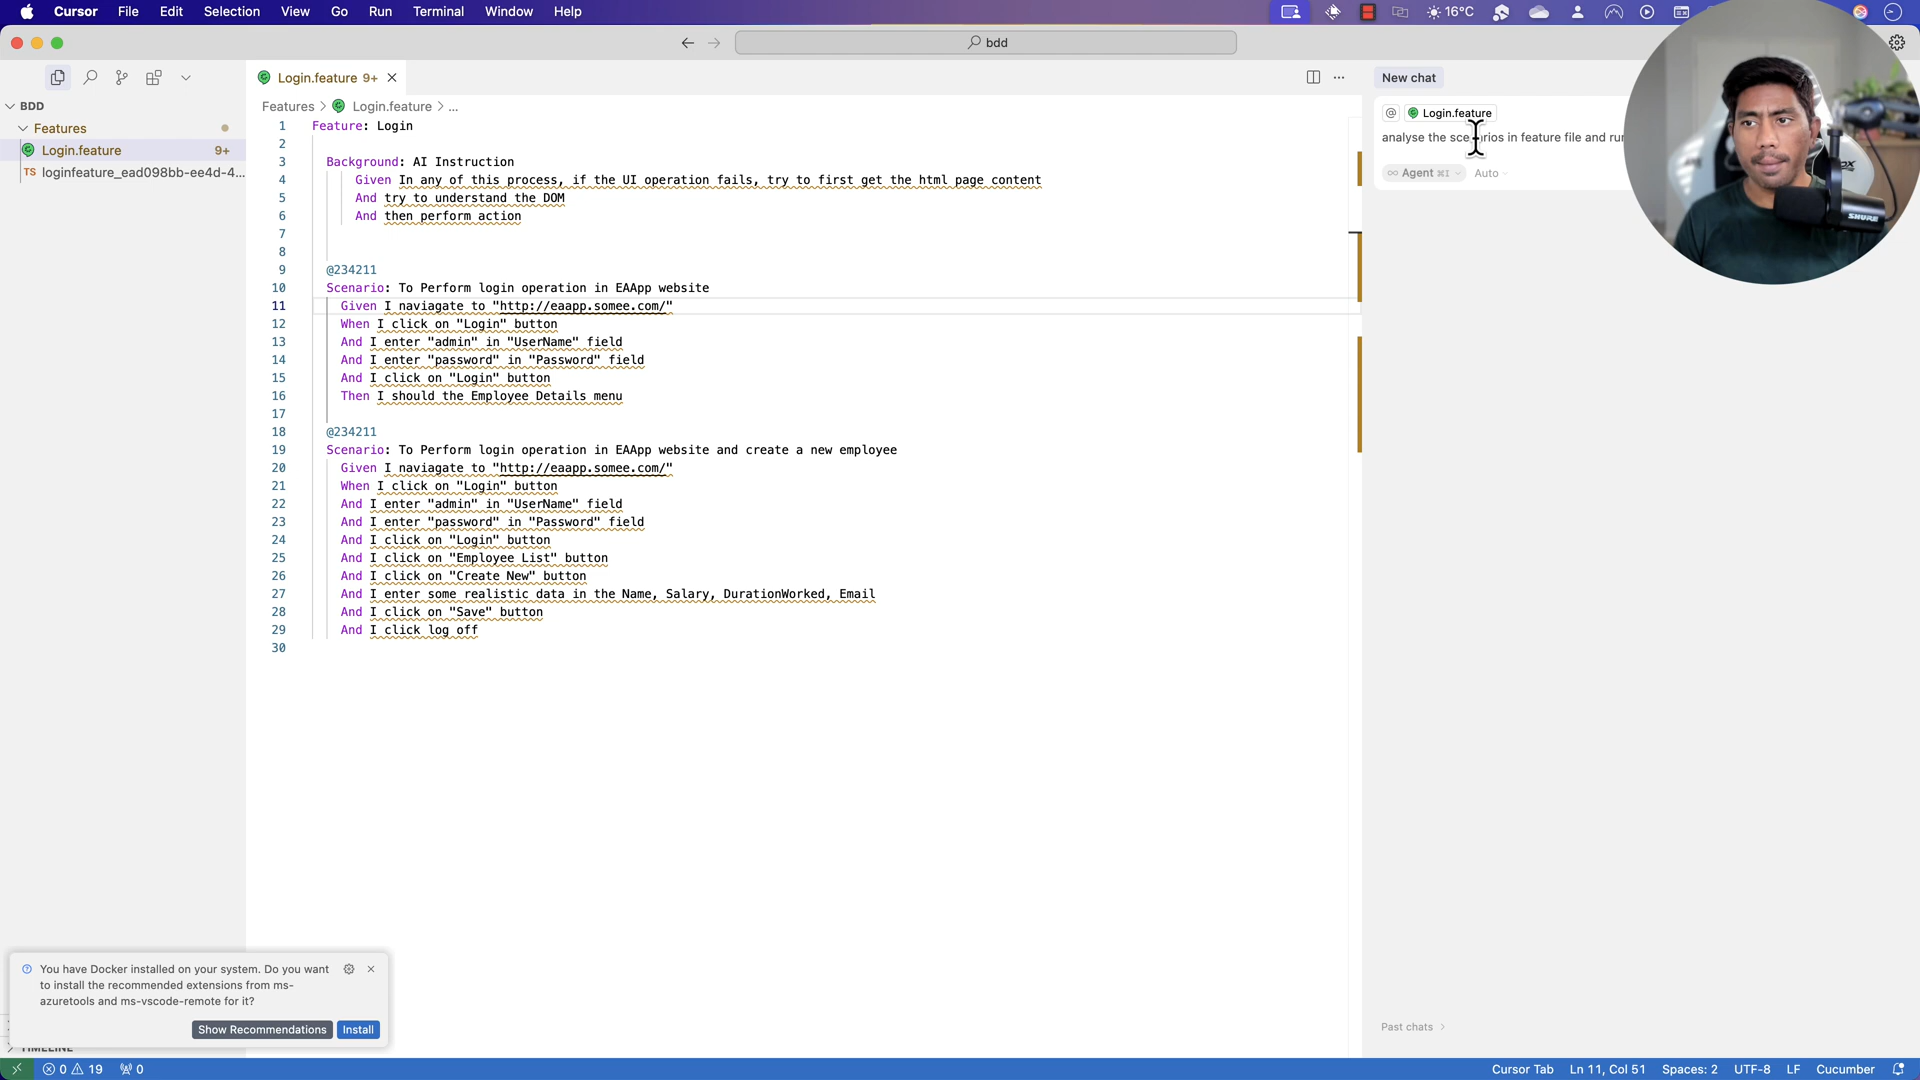 Cursor File Edit Selection View Go Run Terminal Window Help
16°C
bdd
Login.feature 9+
New chat
BDD
Features
Login.feature 9+
loginfeature_ead098bb-ee4d-4...
Features > Login.feature > ...
1 Feature: Login
2
3 Background: AI Instruction
4 Given In any of this process, if the UI operation fails, try to first get the html page content
5 And try to understand the DOM
6 And then perform action
7
8
9 @234211
10 Scenario: To Perform login operation in EAApp website
11 Given I naviagate to "http://eaapp.somee.com/"
12 When I click on "Login" button
13 And I enter "admin" in "UserName" field
14 And I enter "password" in "Password" field
15 And I click on "Login" button
16 Then I should the Employee Details menu
17
18 @234211
19 Scenario: To Perform login operation in EAApp website and create a new employee
20 Given I naviagate to "http://eaapp.somee.com/"
21 When I click on "Login" button
22 And I enter "admin" in "UserName" field
23 And I enter "password" in "Password" field
24 And I click on "Login" button
25 And I click on "Employee List" button
26 And I click on "Create New" button
27 And I enter some realistic data in the Name, Salary, DurationWorked, Email
28 And I click on "Save" button
29 And I click log off
30
@ Login.feature
analyse the scenarios in feature file and run
Agent ⌘I Auto
SHURE
Past chats >
You have Docker installed on your system. Do you want
to install the recommended extensions from ms-
azuretools and ms-vscode-remote for it?
Show Recommendations Install
TIMELINE
0 19 0
Cursor Tab Ln 11, Col 51 Spaces: 2 UTF-8 LF Cucumber